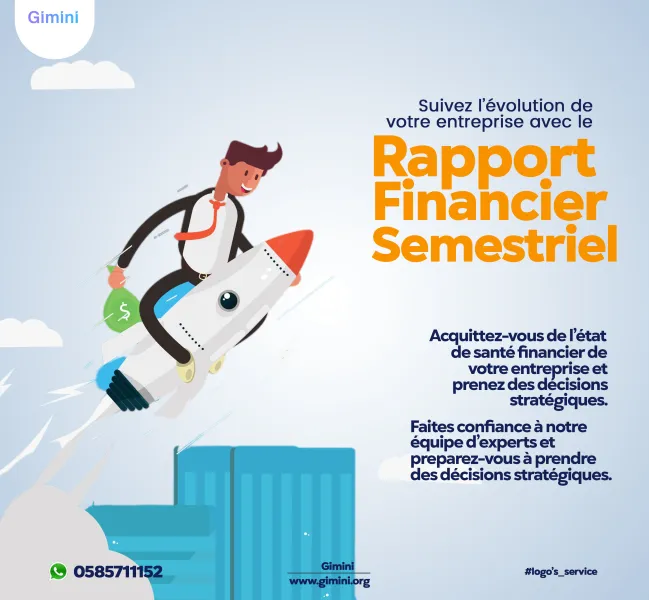 Gimini
Suivez l'évolution de
votre entreprise avec le
Rapport
Financier
Semestriel
$
Acquittez-vous de l'état
de santé financier de
votre entreprise et
prenez des décisions
stratégiques.
Faites confiance à notre
équipe d'experts et
preparez-vous à prendre
des décisions stratégiques.
0585711152
Gimini
www.gimini.org
#logo's_service